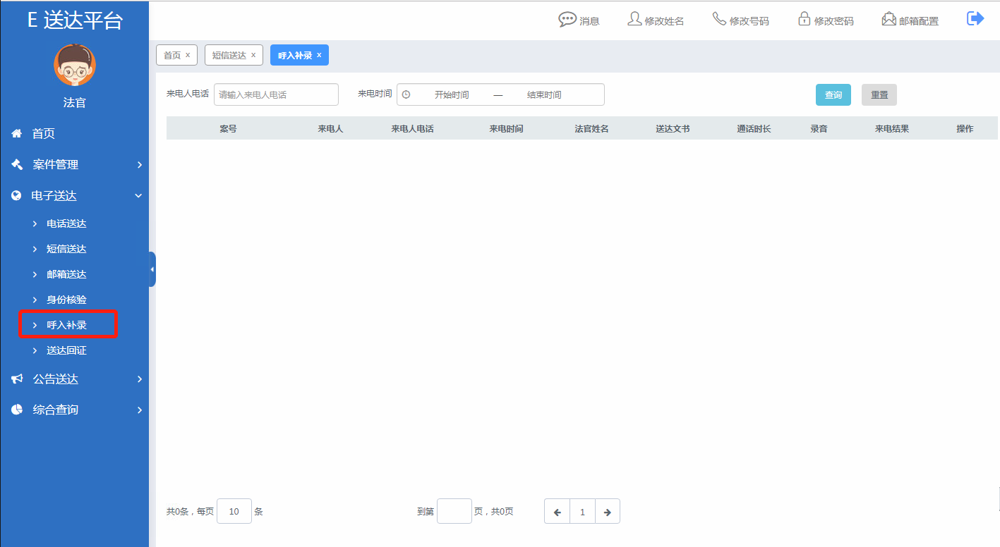 E 送达平台
消息 修改姓名 修改号码 修改密码 邮箱配置
法官
首页
案件管理
电子送达
电话送达
短信送达
邮箱送达
身份核验
呼入补录
送达回证
公告送达
综合查询
首页 x 短信送达 x 呼入补录 x
来电人电话 请输入来电人电话 来电时间 开始时间 — 结束时间 查询 重置
案号 来电人 来电人电话 来电时间 法官姓名 送达文书 通话时长 录音 来电结果 操作
共0条，每页 10 条 到第 页，共0页 1